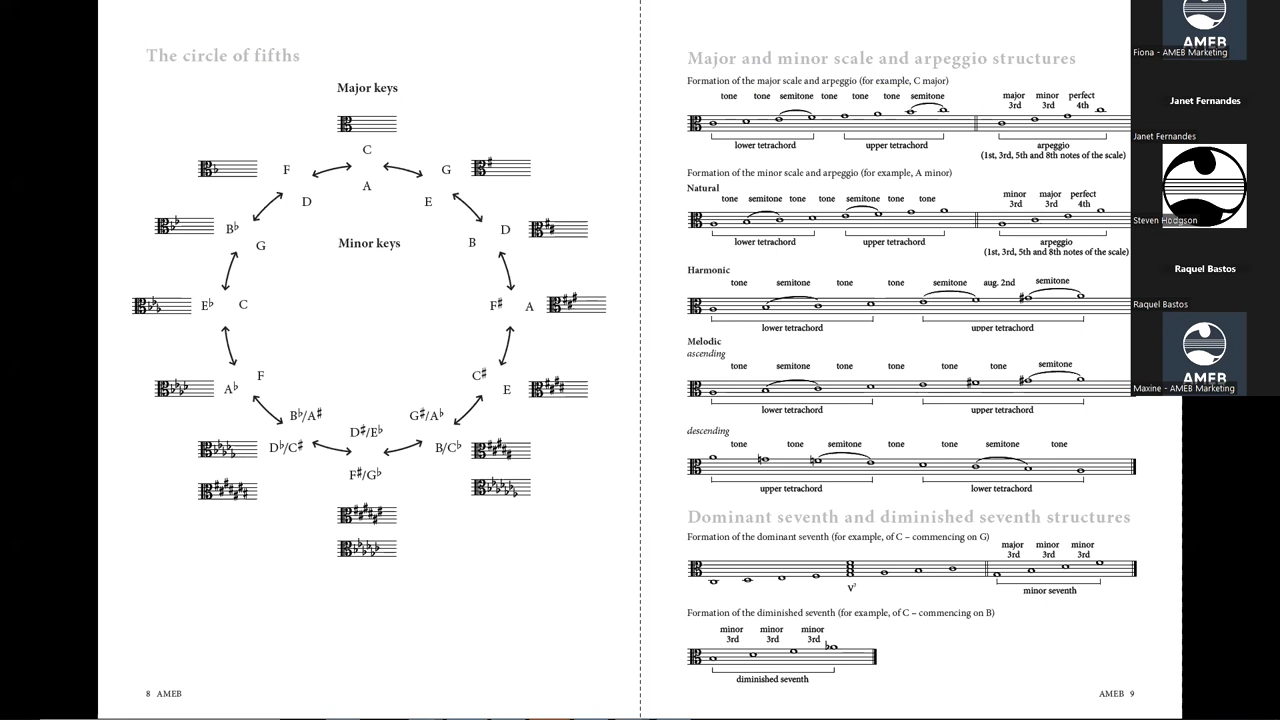 The circle of fifths
Major keys
C
F
G
A
D
E
B♭
D
G
B
Minor keys
E♭
C
F♯
A
A♭
F
C♯
E
B♭/A♯
G♯/A♭
D♯/E♭
D♭/C♯
B/C♭
F♯/G♭
8 AMEB
Major and minor scale and arpeggio structures
Formation of the major scale and arpeggio (for example, C major)
tone tone semitone tone tone tone semitone
major 3rd minor 3rd perfect 4th
lower tetrachord upper tetrachord arpeggio
(1st, 3rd, 5th and 8th notes of the scale)
Formation of the minor scale and arpeggio (for example, A minor)
Natural
tone semitone tone tone semitone tone tone
minor 3rd major 3rd perfect 4th
lower tetrachord upper tetrachord arpeggio
(1st, 3rd, 5th and 8th notes of the scale)
Harmonic
tone semitone tone tone semitone aug. 2nd semitone
lower tetrachord upper tetrachord
Melodic
ascending
tone semitone tone tone tone tone semitone
lower tetrachord upper tetrachord
descending
tone tone semitone tone tone semitone tone
upper tetrachord lower tetrachord
Dominant seventh and diminished seventh structures
Formation of the dominant seventh (for example, of C – commencing on G)
major 3rd minor 3rd minor 3rd
V7
minor seventh
Formation of the diminished seventh (for example, of C – commencing on B)
minor 3rd minor 3rd minor 3rd
diminished seventh
AMEB 9
AMEB
Fiona - AMEB Marketing
Janet Fernandes
Janet Fernandes
Steven Hodgson
Raquel Bastos
Raquel Bastos
AMEB
Maxine - AMEB Marketing